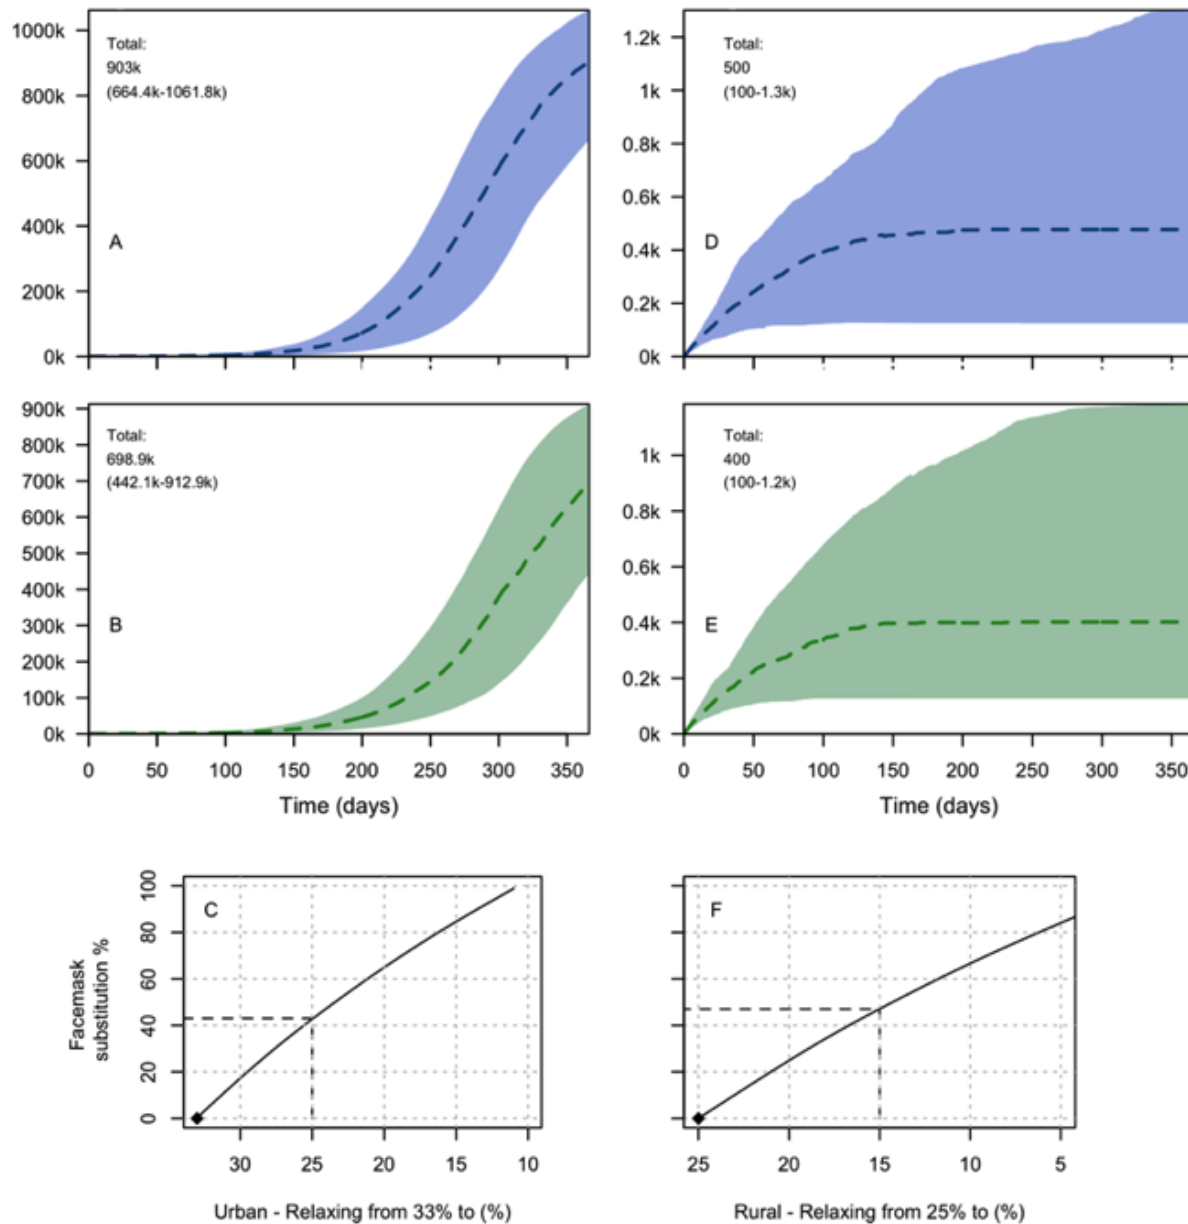 1000k
800k
600k
400k
200k
0k
Total:
903k
(664.4k-1061.8k)
A
1.2k
1k
0.8k
0.6k
0.4k
0.2k
0k
Total:
500
(100-1.3k)
D
900k
800k
700k
600k
500k
400k
300k
200k
100k
0k
Total:
698.9k
(442.1k-912.9k)
B
0 50 100 150 200 250 300 350
Time (days)
1k
0.8k
0.6k
0.4k
0.2k
0k
Total:
400
(100-1.2k)
E
0 50 100 150 200 250 300 350
Time (days)
Facemask
substitution %
100
80
60
40
20
0
C
30 25 20 15 10
Urban - Relaxing from 33% to (%)
F
25 20 15 10 5
Rural - Relaxing from 25% to (%)